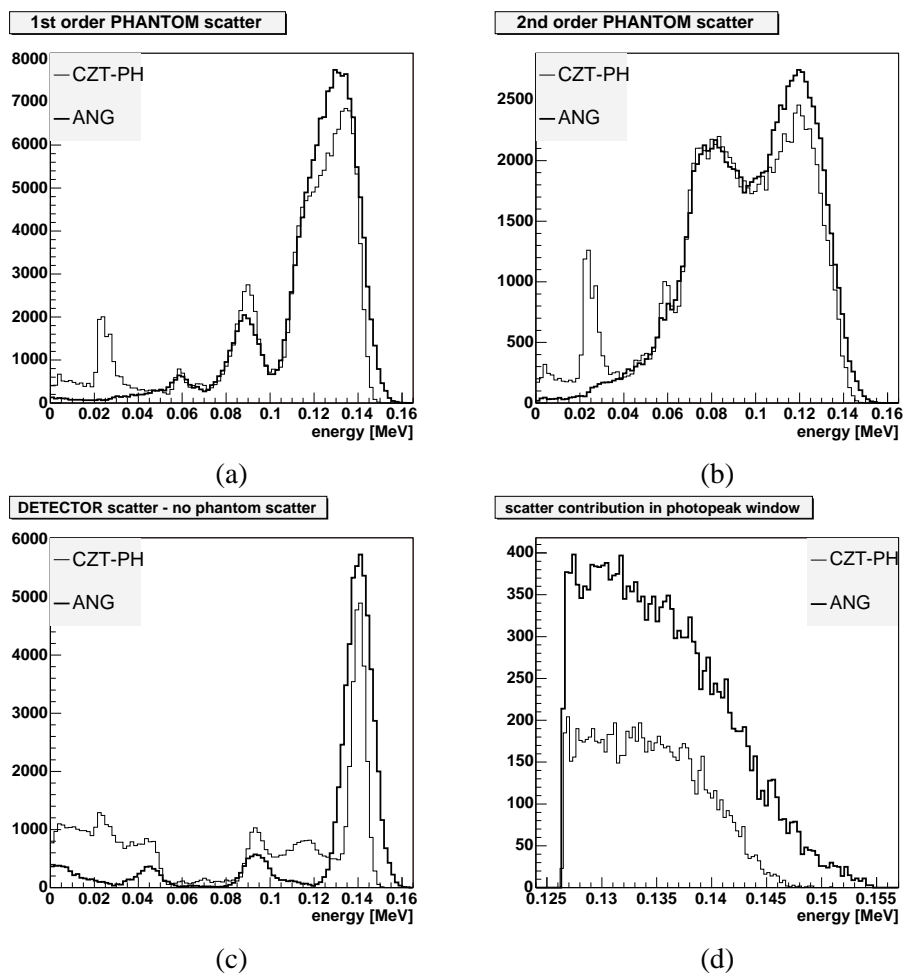 1st order PHANTOM scatter
CZT-PH
ANG
8000
7000
6000
5000
4000
3000
2000
1000
0
0 0.02 0.04 0.06 0.08 0.1 0.12 0.14 0.16
energy [MeV]
(a)
2nd order PHANTOM scatter
CZT-PH
ANG
2500
2000
1500
1000
500
0
0 0.02 0.04 0.06 0.08 0.1 0.12 0.14 0.16
energy [MeV]
(b)
DETECTOR scatter - no phantom scatter
CZT-PH
ANG
6000
5000
4000
3000
2000
1000
0
0 0.02 0.04 0.06 0.08 0.1 0.12 0.14 0.16
energy [MeV]
(c)
scatter contribution in photopeak window
CZT-PH
ANG
400
350
300
250
200
150
100
50
0
0.125 0.13 0.135 0.14 0.145 0.15 0.155
energy [MeV]
(d)